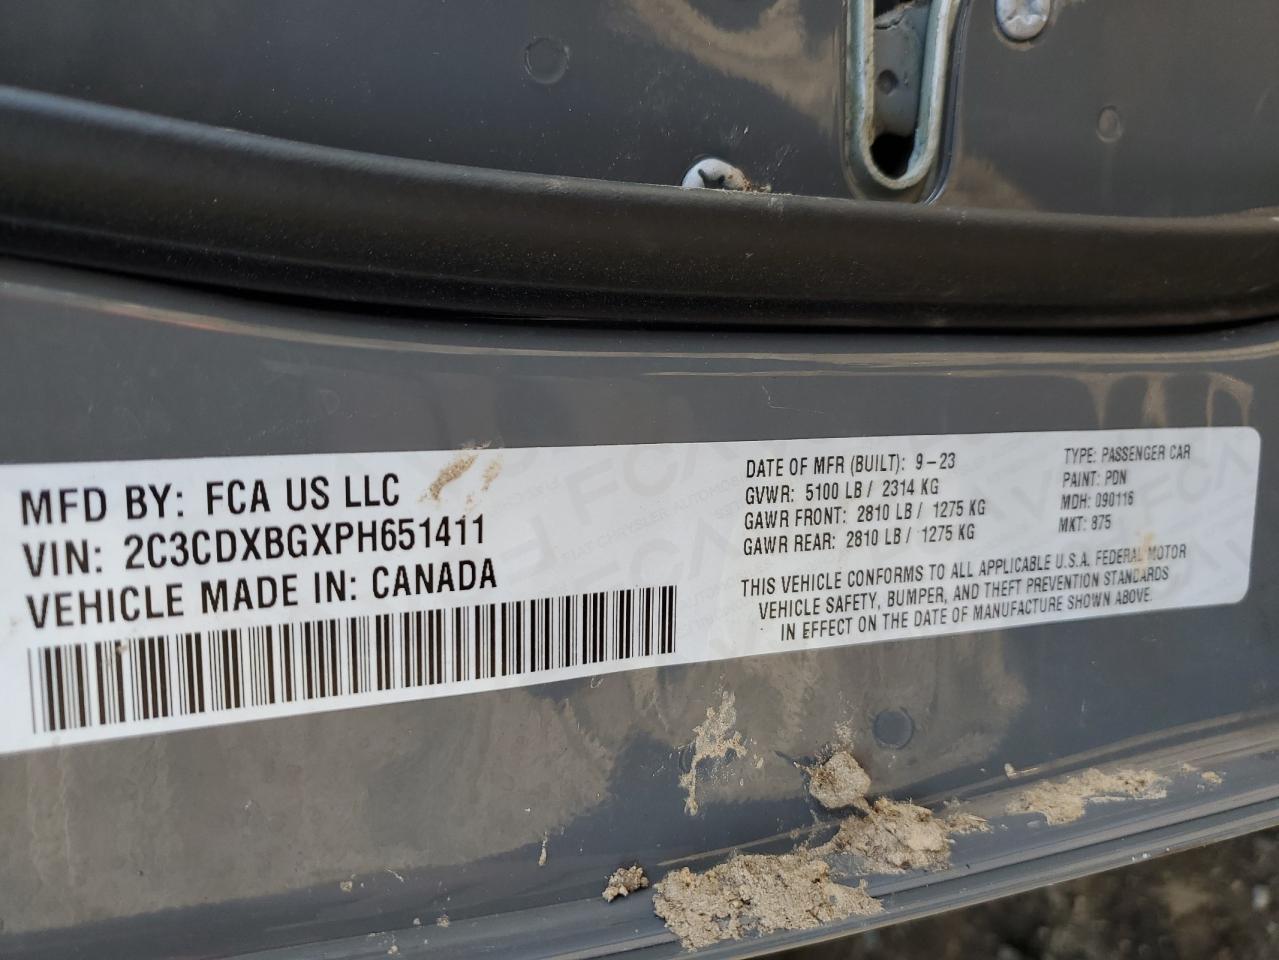 MFD BY: FCA US LLC
VIN: 2C3CDXBGXPH651411
VEHICLE MADE IN: CANADA
DATE OF MFR (BUILT): 9-23
GVWR: 5100 LB / 2314 KG
GAWR FRONT: 2810 LB / 1275 KG
GAWR REAR: 2810 LB / 1275 KG
TYPE: PASSENGER CAR
PAINT: PDN
MDH: 090116
MKT: 875
THIS VEHICLE CONFORMS TO ALL APPLICABLE U.S.A. FEDERAL MOTOR
VEHICLE SAFETY, BUMPER, AND THEFT PREVENTION STANDARDS
IN EFFECT ON THE DATE OF MANUFACTURE SHOWN ABOVE.